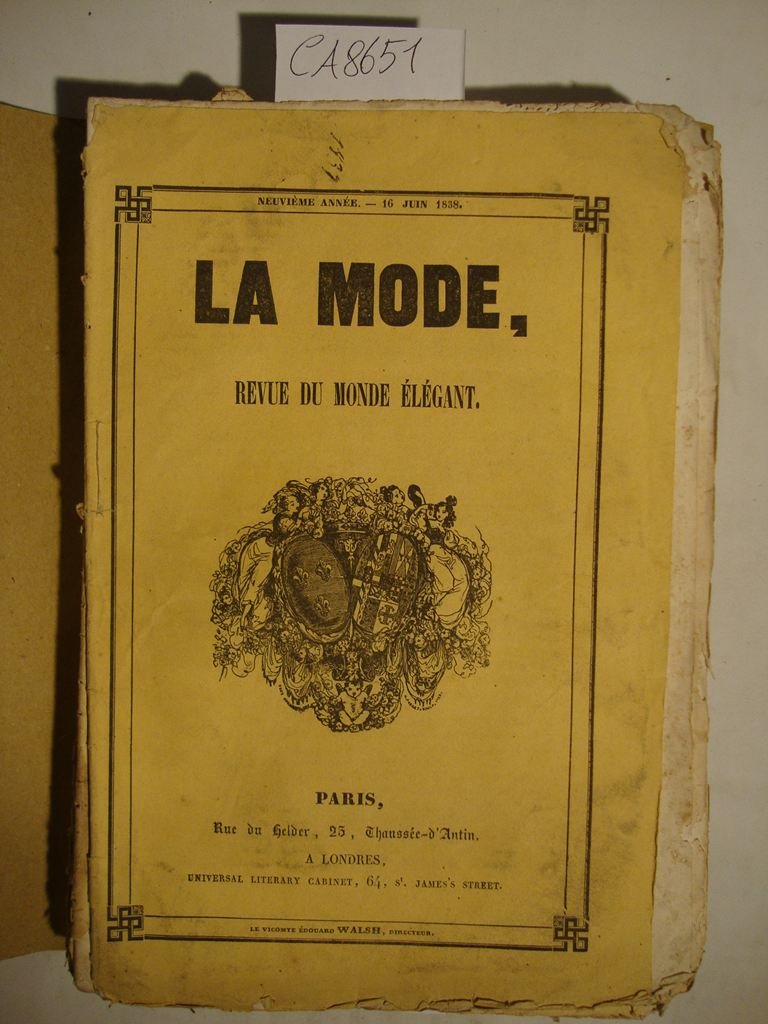 CA8651
NEUVIÈME ANNÉE. — 16 JUIN 1838.
LA MODE,
REVUE DU MONDE ÉLÉGANT.
PARIS,
Rue du Helder, 25, Chaussée-d'Antin.
A LONDRES,
UNIVERSAL LITERARY CABINET, 64, St. JAMES'S STREET.
LE VICOMTE ÉDOUARD WALSH, DIRECTEUR.